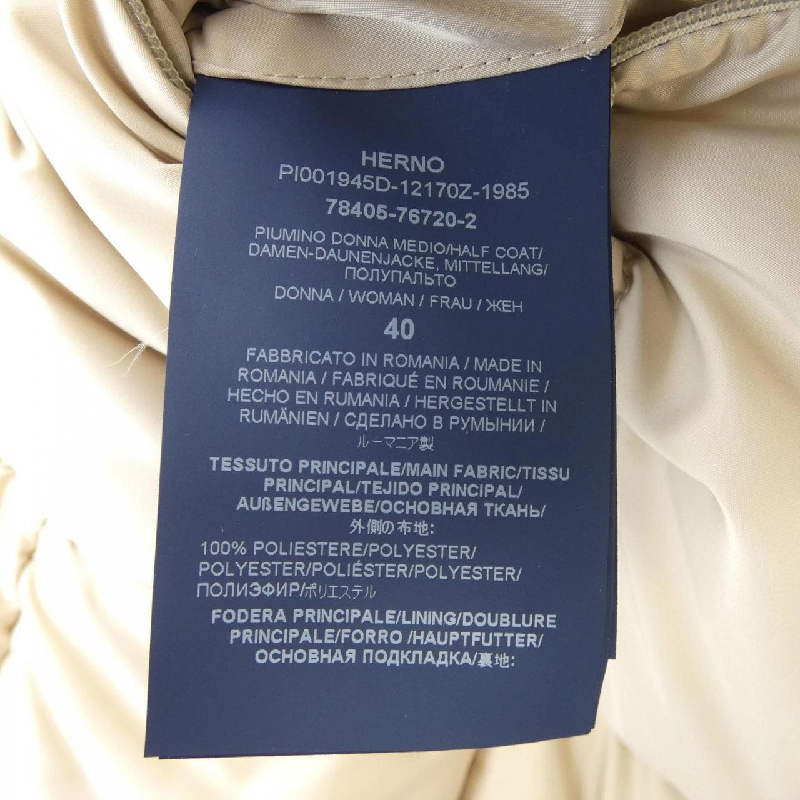 HERNO
PI001945D-12170Z-1985
78405-76720-2
PIUMINO DONNA MEDIO/HALF COAT/
DAMEN-DAUNENJACKE, MITTELLANG/
ПОЛУПАЛЬТО
DONNA / WOMAN / FRAU / ЖЕН
40
FABBRICATO IN ROMANIA / MADE IN
ROMANIA / FABRIQUÉ EN ROUMANIE /
HECHO EN RUMANIA / HERGESTELLT IN
RUMÄNIEN / СДЕЛАНО В РУМЫНИИ /
ルーマニア製
TESSUTO PRINCIPALE/MAIN FABRIC/TISSU
PRINCIPAL/TEJIDO PRINCIPAL/
AUßENGEWEBE/ОСНОВНАЯ ТКАНЬ/
外側の布地:
100% POLIESTERE/POLYESTER/
POLYESTER/POLIÉSTER/POLYESTER/
ПОЛИЭФИР/ポリエステル
FODERA PRINCIPALE/LINING/DOUBLURE
PRINCIPALE/FORRO /HAUPTFUTTER/
ОСНОВНАЯ ПОДКЛАДКА/裏地: